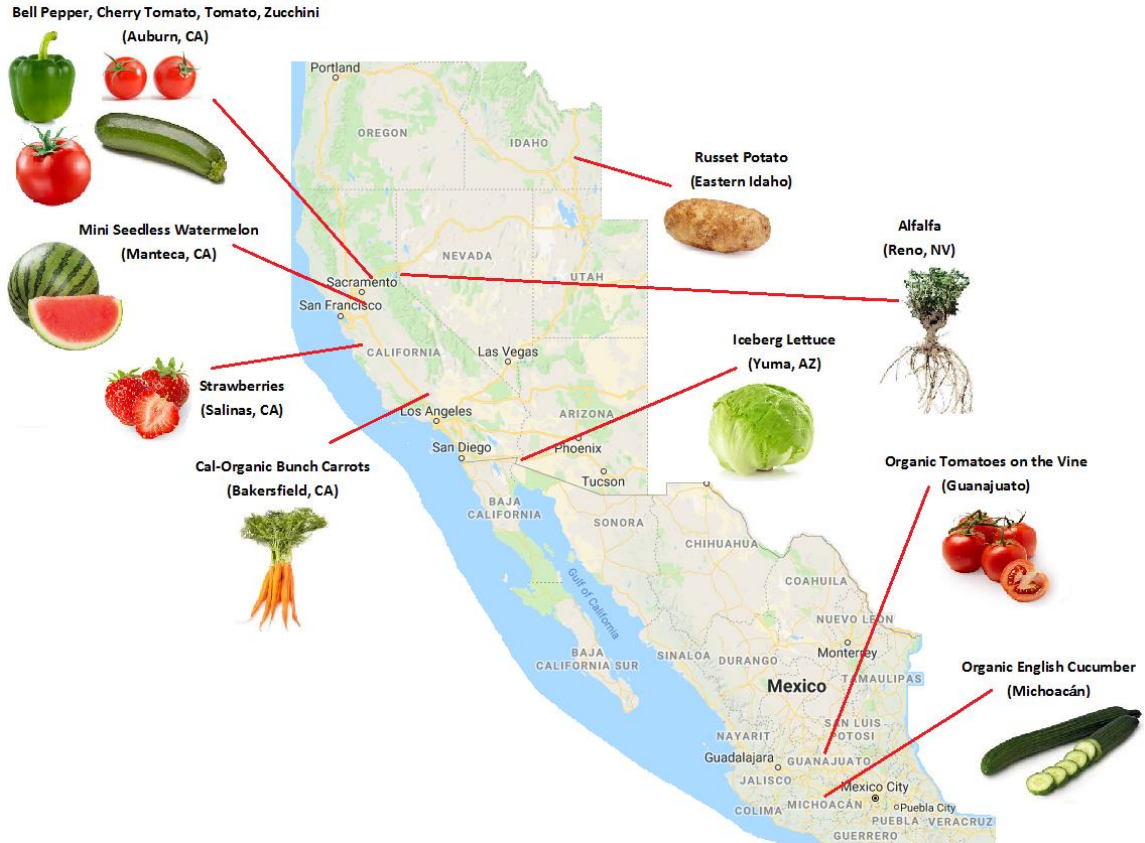 Bell Pepper, Cherry Tomato, Tomato, Zucchini
(Auburn, CA)
Portland
OREGON
IDAHO
Russet Potato
(Eastern Idaho)
Mini Seedless Watermelon
(Manteca, CA)
Alfalfa
(Reno, NV)
NEVADA
UTAH
Sacramento
San Francisco
Iceberg Lettuce
(Yuma, AZ)
CALIFORNIA
Las Vegas
Strawberries
(Salinas, CA)
Los Angeles
ARIZONA
San Diego
Phoenix
Cal-Organic Bunch Carrots
(Bakersfield, CA)
Tucson
Organic Tomatoes on the Vine
(Guanajuato)
BAJA
CALIFORNIA
SONORA
CHIHUAHUA
COAHUILA
Gulf of California
NUEVO LEON
Monterrey
BAJA
CALIFORNIA SUR
SINALOA
DURANGO
TAMAULIPAS
Organic English Cucumber
(Michoacán)
Mexico
SAN LUIS
POTOSI
NAYARIT
Guadalajara
GUANAJUATO
JALISCO
Mexico City
COLIMA
MICHOACÁN
Puebla City
PUEBLA
VERACRUZ
GUERRERO